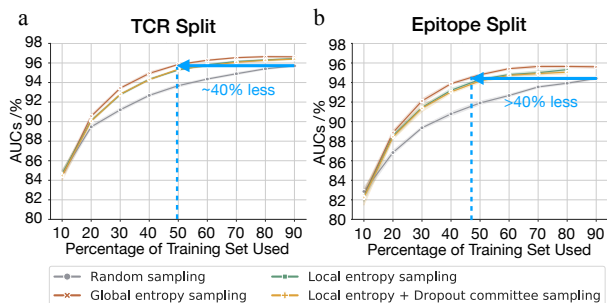 a
TCR Split
98
96
94
92
90
88
86
84
82
80
AUCs /%
~40% less
10 20 30 40 50 60 70 80 90
Percentage of Training Set Used
b
Epitope Split
98
96
94
92
90
88
86
84
82
80
AUCs /%
>40% less
10 20 30 40 50 60 70 80 90
Percentage of Training Set Used
Random sampling
Global entropy sampling
Local entropy sampling
Local entropy + Dropout committee sampling